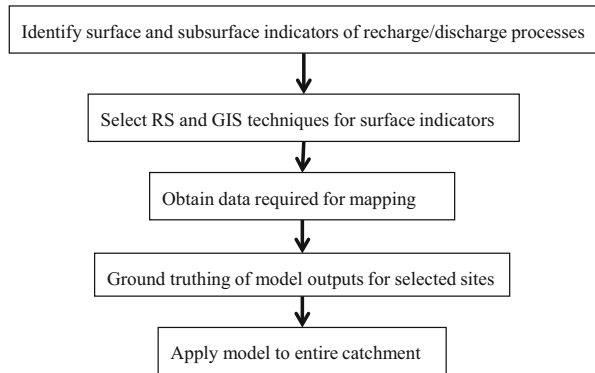 Identify surface and subsurface indicators of recharge/discharge processes
Select RS and GIS techniques for surface indicators
Obtain data required for mapping
Ground truthing of model outputs for selected sites
Apply model to entire catchment